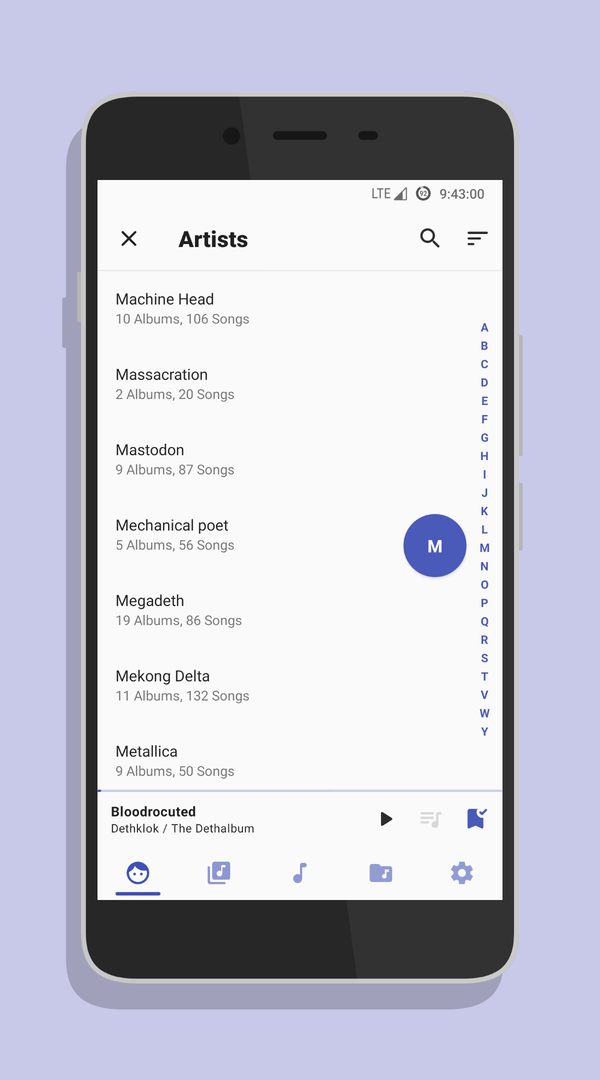 LTE 92 9:43:00
Artists
Machine Head
10 Albums, 106 Songs
Massacration
2 Albums, 20 Songs
Mastodon
9 Albums, 87 Songs
Mechanical poet
5 Albums, 56 Songs
Megadeth
19 Albums, 86 Songs
Mekong Delta
11 Albums, 132 Songs
Metallica
9 Albums, 50 Songs
M
A
B
C
D
E
F
G
H
I
J
K
L
M
N
O
P
Q
R
S
T
V
W
Y
Bloodrocuted
Dethklok / The Dethalbum